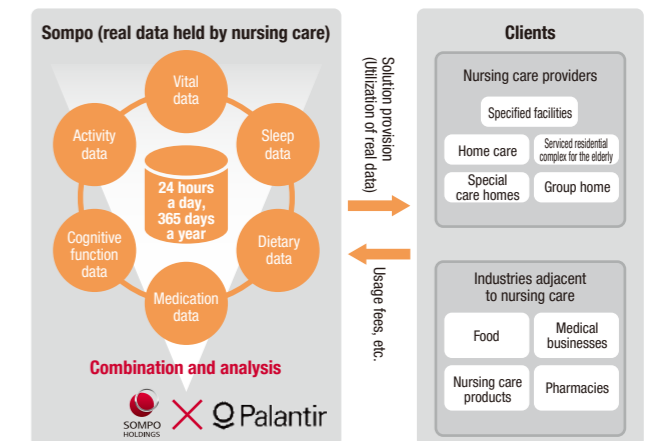 Sompo (real data held by nursing care)
Vital
data
Activity
data
Sleep
data
24 hours
a day,
365 days
a year
Cognitive
function
data
Dietary
data
Medication
data
Combination and analysis
SOMPO
HOLDINGS
Palantir
Solution provision
(Utilization of real data)
Usage fees, etc.
Clients
Nursing care providers
Specified facilities
Home care
Serviced residential
complex for the elderly
Special
care homes
Group home
Industries adjacent
to nursing care
Food
Medical
businesses
Nursing care
products
Pharmacies